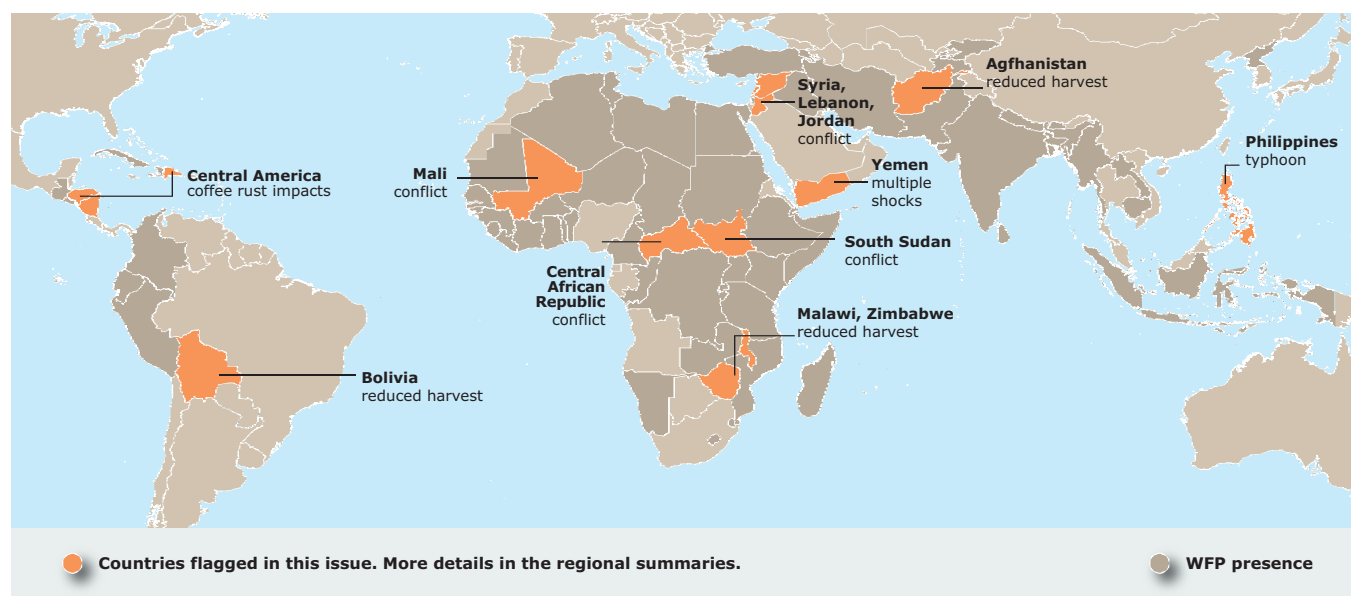 Agfhanistan
reduced harvest
Syria,
Lebanon,
Jordan
conflict
Philippines
typhoon
Central America
coffee rust impacts
Mali
conflict
Yemen
multiple
shocks
South Sudan
conflict
Central
African
Republic
conflict
Malawi, Zimbabwe
reduced harvest
Bolivia
reduced harvest
Countries flagged in this issue. More details in the regional summaries.
WFP presence